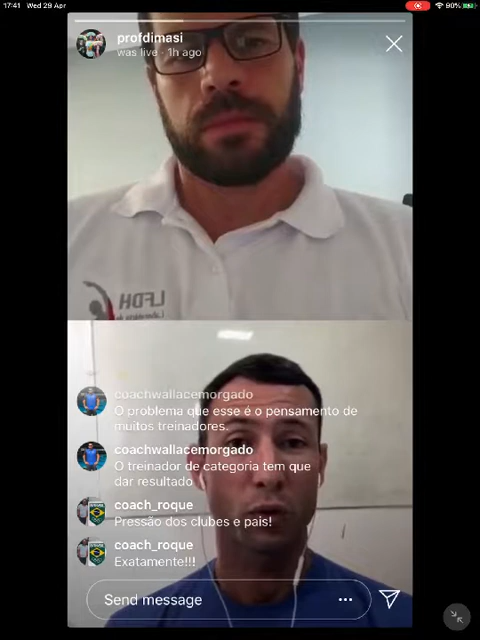 17:41 Wed 29 Apr
90%
profdimasi
was live · 1h ago
LFDH
coachwallacemorgado
O problema que esse é o pensamento de
muitos treinadores.
coachwallacemorgado
O treinador de categoria tem que
dar resultado
coach_roque
Pressão dos clubes e pais!
coach_roque
Exatamente!!!
Send message